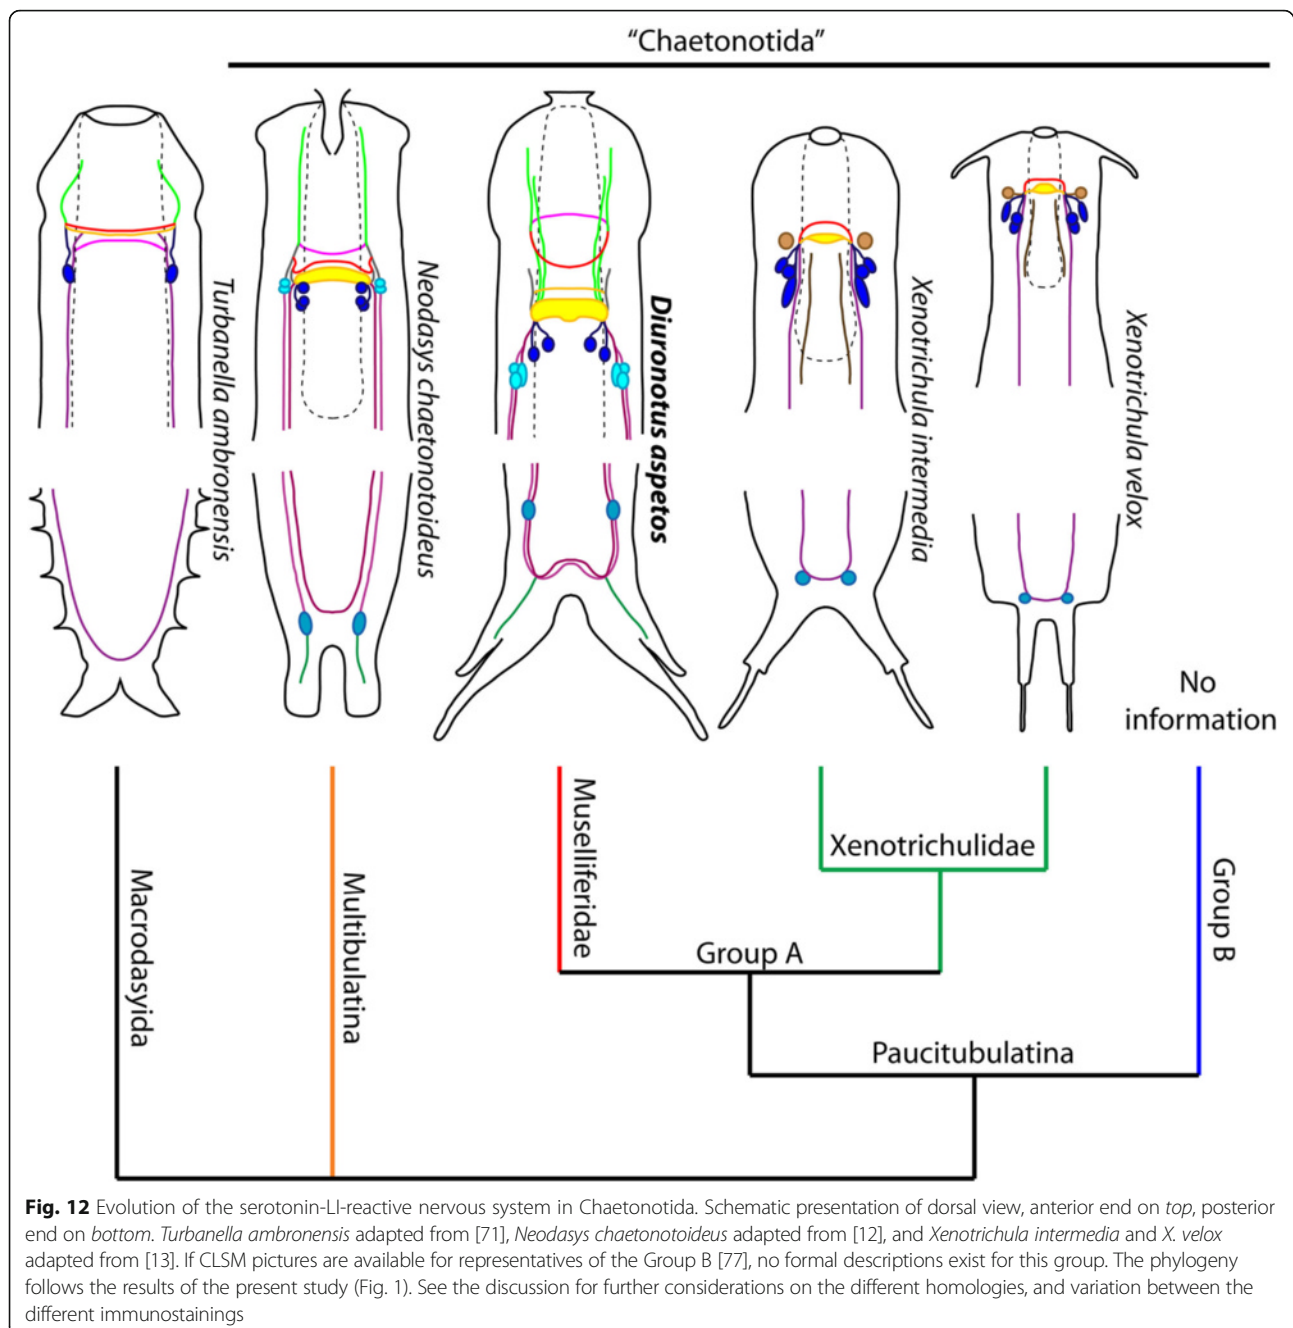 “Chaetonotida”
Turbanella ambronensis
Neodasys chaetonotoideus
Diuronotus aspetos
Xenotrichula intermedia
Xenotrichula velox
No
information
Macrodasyida
Multibulatina
Muselliferidae
Xenotrichulidae
Group A
Group B
Paucitubulatina
Fig. 12 Evolution of the serotonin-LI-reactive nervous system in Chaetonotida. Schematic presentation of dorsal view, anterior end on top, posterior
end on bottom. Turbanella ambronensis adapted from [71], Neodasys chaetonotoideus adapted from [12], and Xenotrichula intermedia and X. velox
adapted from [13]. If CLSM pictures are available for representatives of the Group B [77], no formal descriptions exist for this group. The phylogeny
follows the results of the present study (Fig. 1). See the discussion for further considerations on the different homologies, and variation between the
different immunostainings